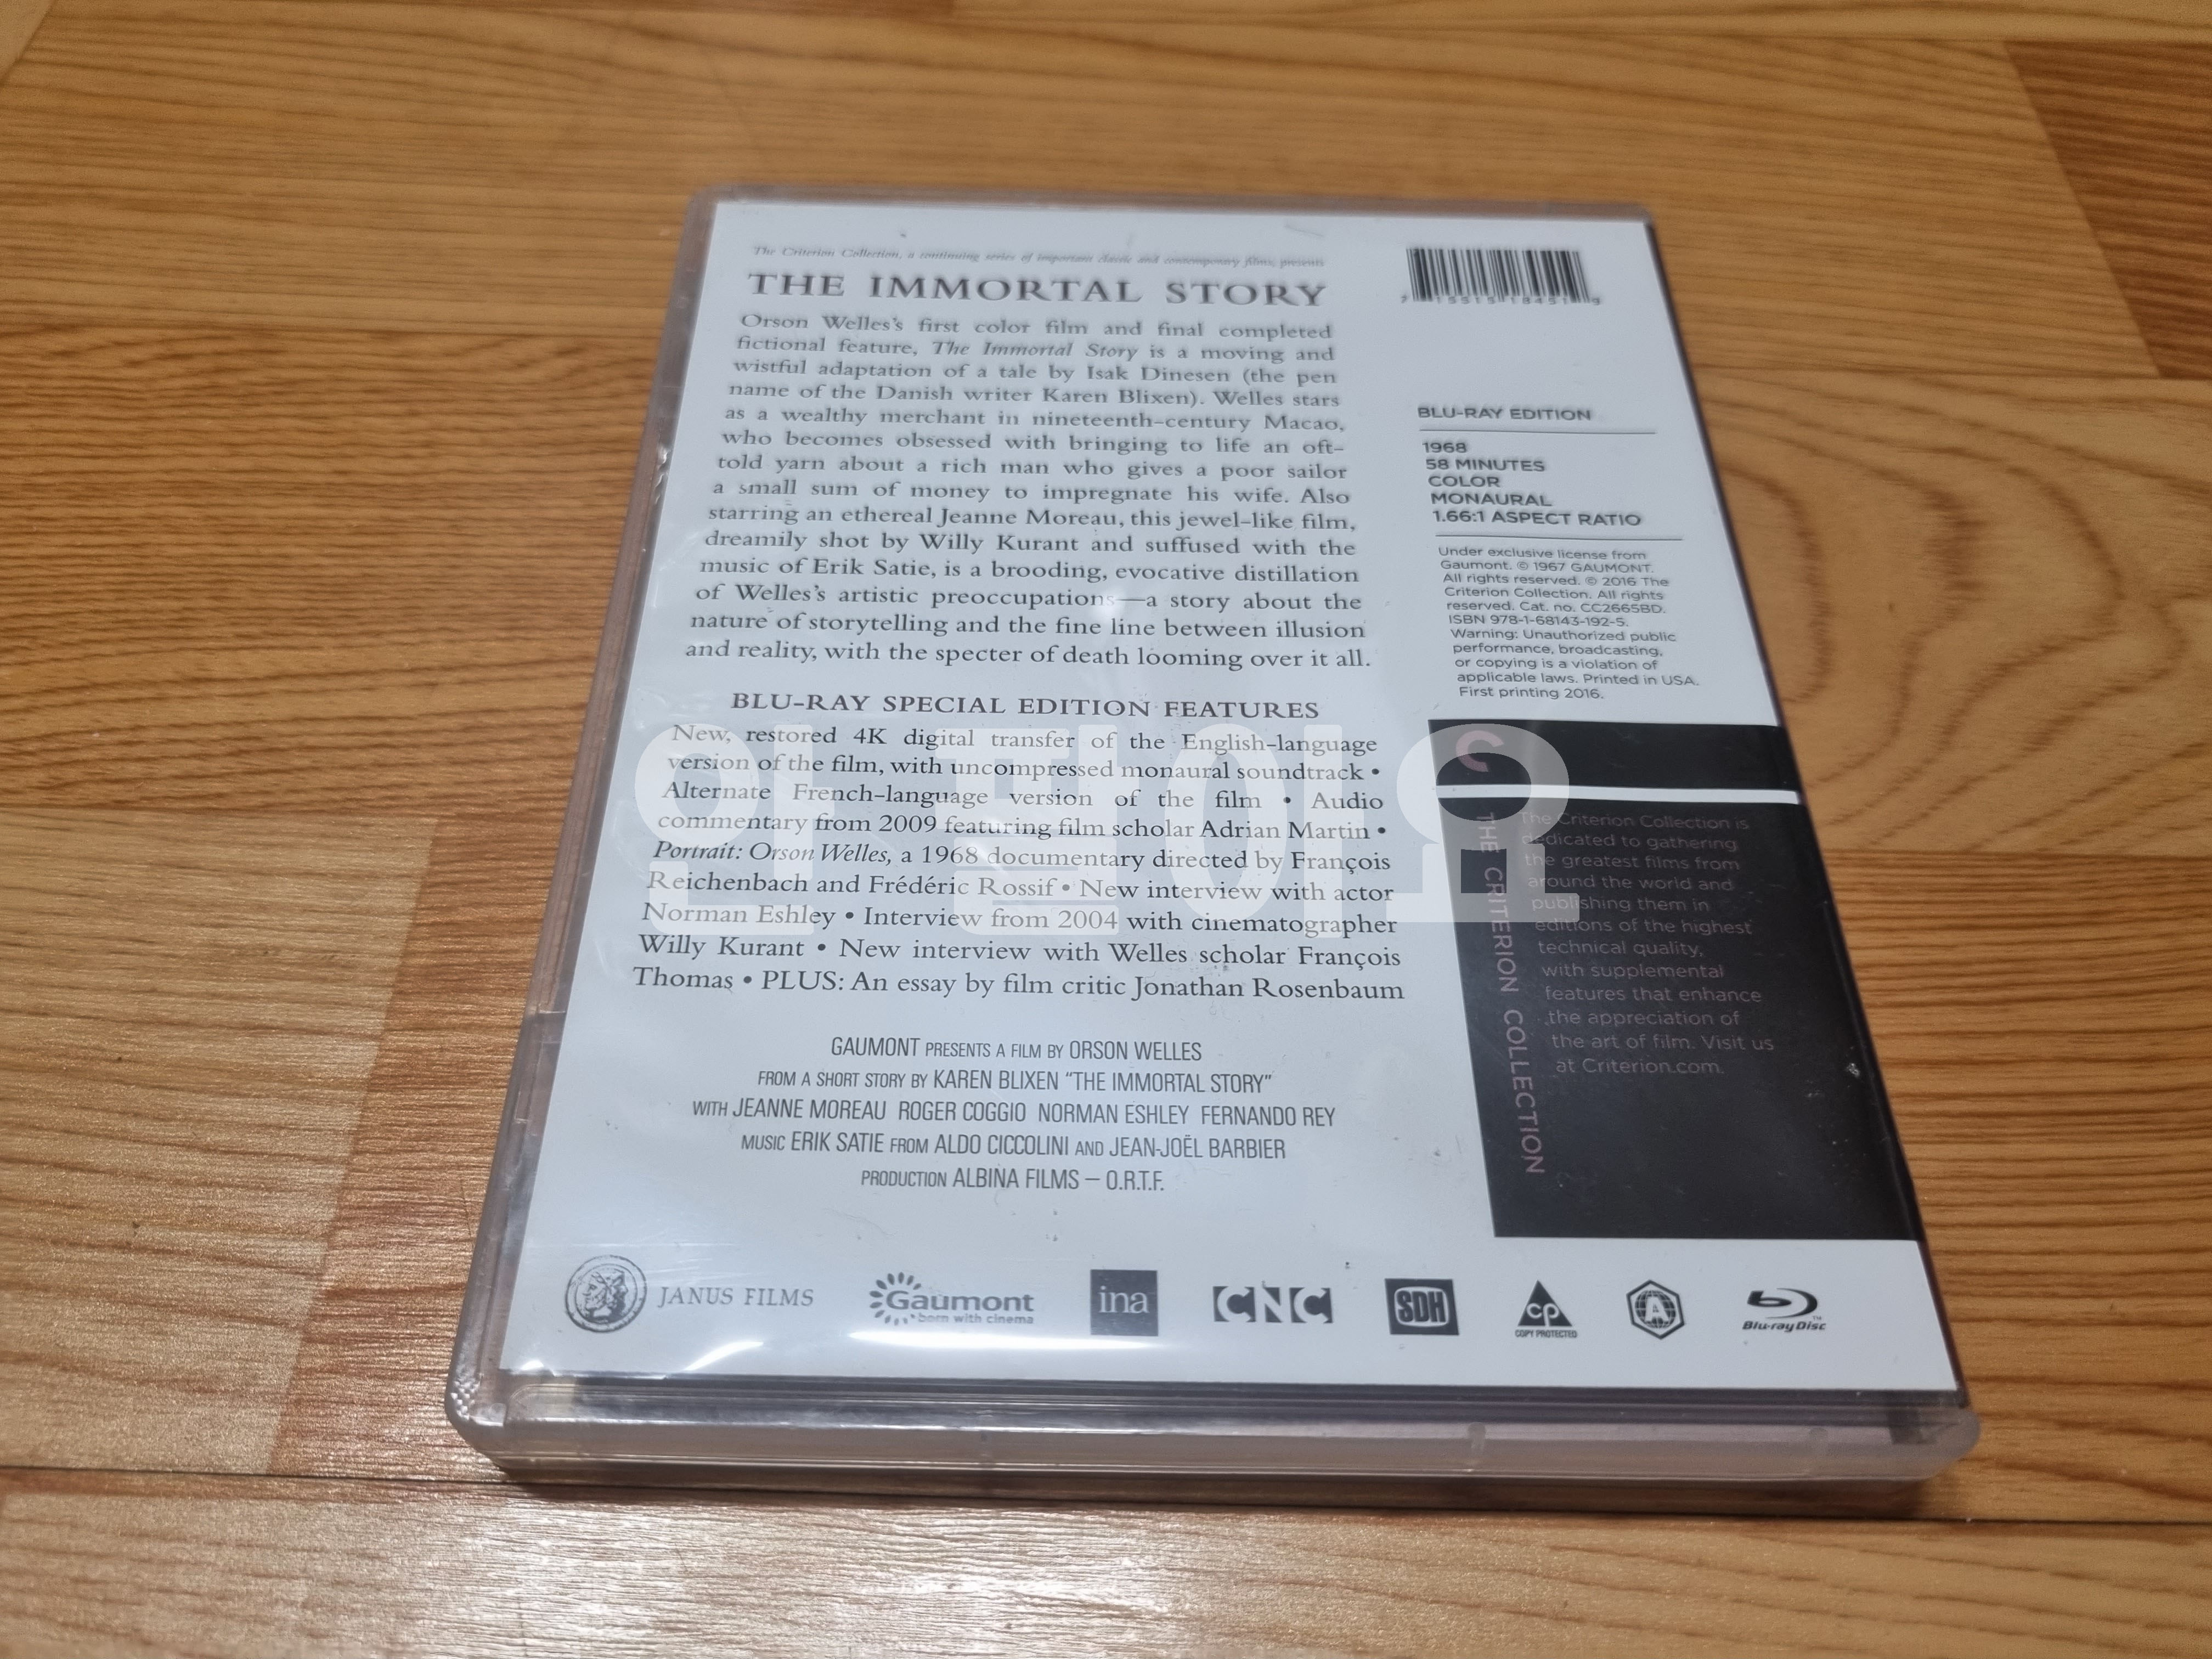 The Criterion Collection, a continuing series of important classic and contemporary films, presents
THE IMMORTAL STORY
Orson Welles's first color film and final completed
fictional feature, The Immortal Story is a moving and
wistful adaptation of a tale by Isak Dinesen (the pen
name of the Danish writer Karen Blixen). Welles stars
as a wealthy merchant in nineteenth-century Macao,
who becomes obsessed with bringing to life an oft-
told yarn about a rich man who gives a poor sailor
a small sum of money to impregnate his wife. Also
starring an ethereal Jeanne Moreau, this jewel-like film,
dreamily shot by Willy Kurant and suffused with the
music of Erik Satie, is a brooding, evocative distillation
of Welles's artistic preoccupations—a story about the
nature of storytelling and the fine line between illusion
and reality, with the specter of death looming over it all.
BLU-RAY SPECIAL EDITION FEATURES
New, restored 4K digital transfer of the English-language
version of the film, with uncompressed monaural soundtrack •
Alternate French-language version of the film • Audio
commentary from 2009 featuring film scholar Adrian Martin •
Portrait: Orson Welles, a 1968 documentary directed by François
Reichenbach and Frédéric Rossif • New interview with actor
Norman Eshley • Interview from 2004 with cinematographer
Willy Kurant • New interview with Welles scholar François
Thomas • PLUS: An essay by film critic Jonathan Rosenbaum
GAUMONT PRESENTS A FILM BY ORSON WELLES
FROM A SHORT STORY BY KAREN BLIXEN "THE IMMORTAL STORY"
WITH JEANNE MOREAU ROGER COGGIO NORMAN ESHLEY FERNANDO REY
MUSIC ERIK SATIE FROM ALDO CICCOLINI AND JEAN-JOËL BARBIER
PRODUCTION ALBINA FILMS – O.R.T.F.
7 15515 18451 9
BLU-RAY EDITION
1968
58 MINUTES
COLOR
MONAURAL
1.66:1 ASPECT RATIO
Under exclusive license from
Gaumont. © 1967 GAUMONT.
All rights reserved. © 2016 The
Criterion Collection. All rights
reserved. Cat. no. CC2665BD.
ISBN 978-1-68143-192-5.
Warning: Unauthorized public
performance, broadcasting,
or copying is a violation of
applicable laws. Printed in USA.
First printing 2016.
THE CRITERION COLLECTION
The Criterion Collection is
dedicated to gathering
the greatest films from
around the world and
publishing them in
editions of the highest
technical quality,
with supplemental
features that enhance
the appreciation of
the art of film. Visit us
at Criterion.com.
JANUS FILMS
Gaumont
born with cinema
ina
CNC
SDH
CP
COPY PROTECTED
A
Blu-ray Disc